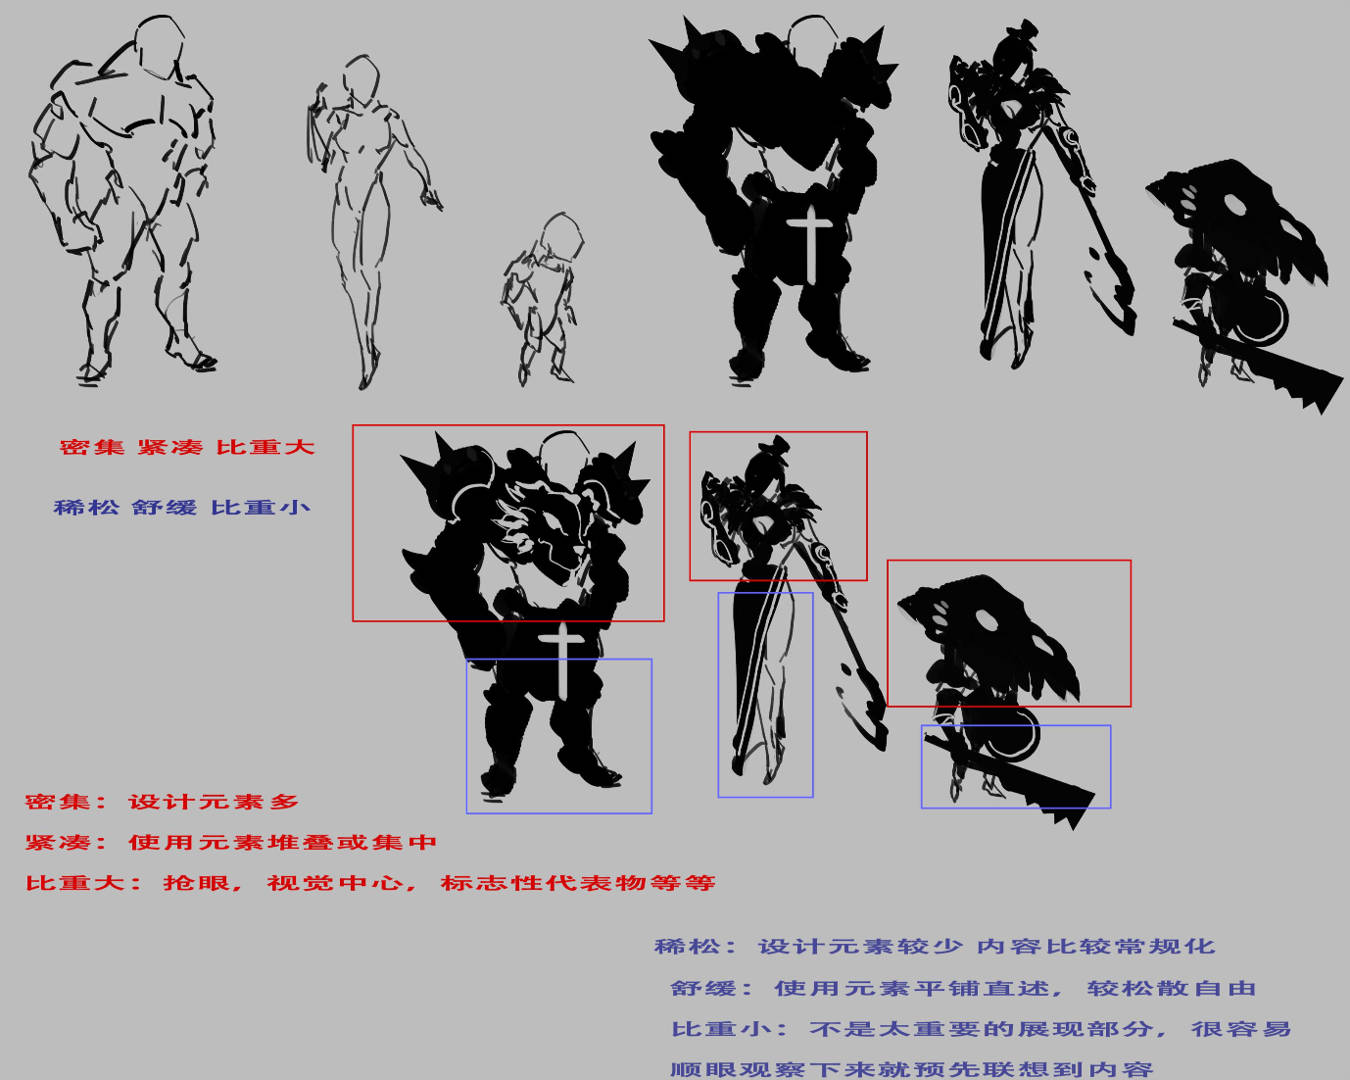 密集 紧凑 比重大
稀松 舒缓 比重小
密集：设计元素多
紧凑：使用元素堆叠或集中
比重大：抢眼，视觉中心，标志性代表物等等
稀松：设计元素较少 内容比较常规化
舒缓：使用元素平铺直述，较松散自由
比重小：不是太重要的展现部分，很容易
顺眼观察下来就预先联想到内容